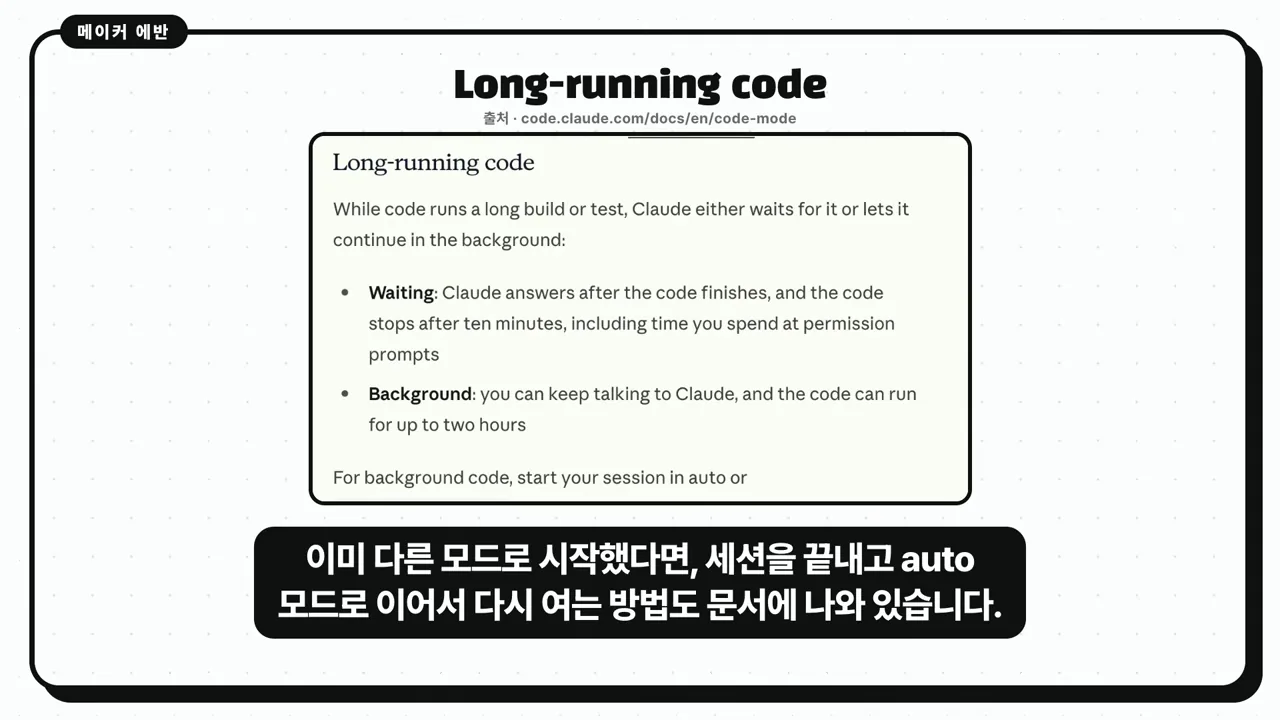 메이커 에반
Long-running code
출처 · code.claude.com/docs/en/code-mode
Long-running code
While code runs a long build or test, Claude either waits for it or lets it
continue in the background:
• Waiting: Claude answers after the code finishes, and the code
stops after ten minutes, including time you spend at permission
prompts
• Background: you can keep talking to Claude, and the code can run
for up to two hours
For background code, start your session in auto or
이미 다른 모드로 시작했다면, 세션을 끝내고 auto
모드로 이어서 다시 여는 방법도 문서에 나와 있습니다.